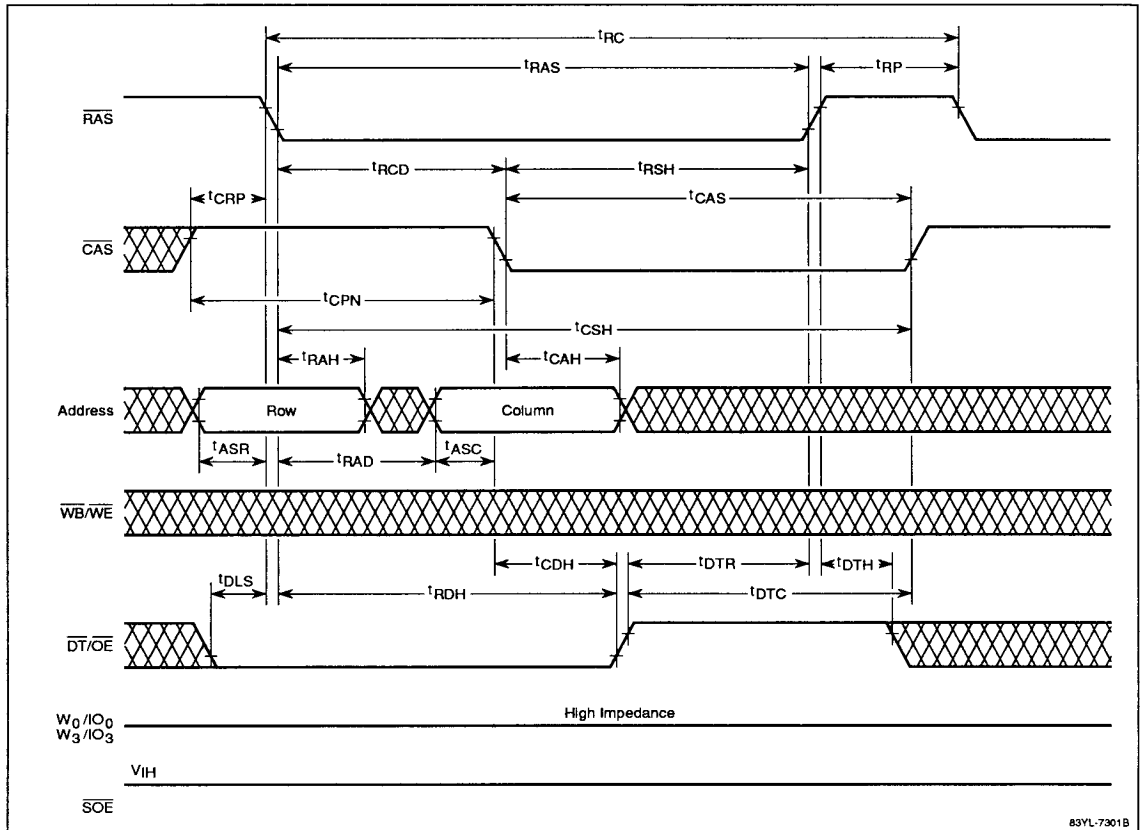 tRC
tRAS
tRP
RAS
tRCD
tRSH
tCRP
tCAS
CAS
tCPN
tCSH
tRAH
tCAH
Address
Row
Column
tASR
tRAD
tASC
WB/WE
tCDH
tDTR
tDTH
tDLS
tRDH
tDTC
DT/OE
High Impedance
W0/IO0
W3/IO3
VIH
SOE
83YL-7301B